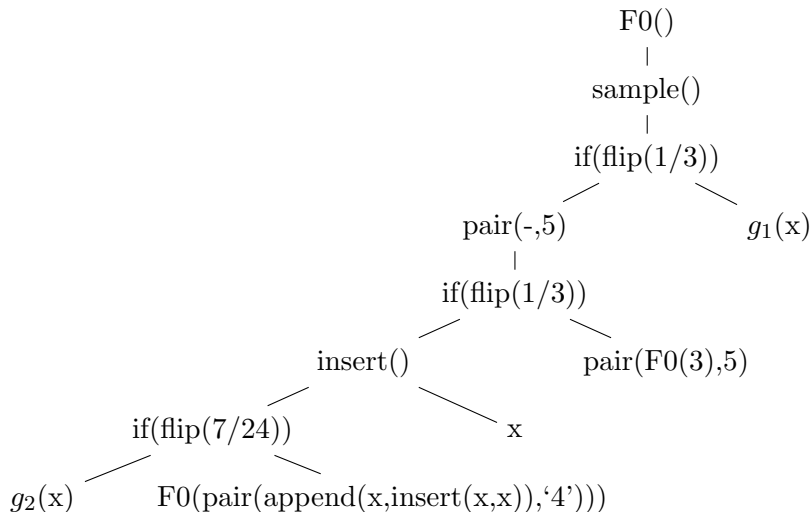 F0()
sample()
if(flip(1/3))
pair(-,5) g₁(x)
if(flip(1/3))
insert() pair(F0(3),5)
if(flip(7/24)) x
g₂(x) F0(pair(append(x,insert(x,x)),‘4’)))